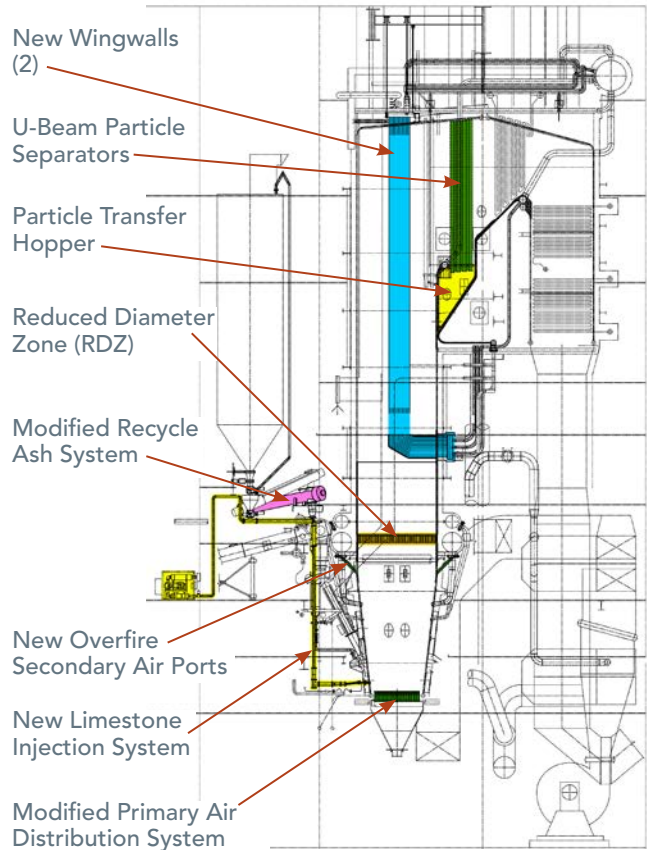 New Wingwalls
(2)
U-Beam Particle
Separators
Particle Transfer
Hopper
Reduced Diameter
Zone (RDZ)
Modified Recycle
Ash System
New Overfire
Secondary Air Ports
New Limestone
Injection System
Modified Primary Air
Distribution System